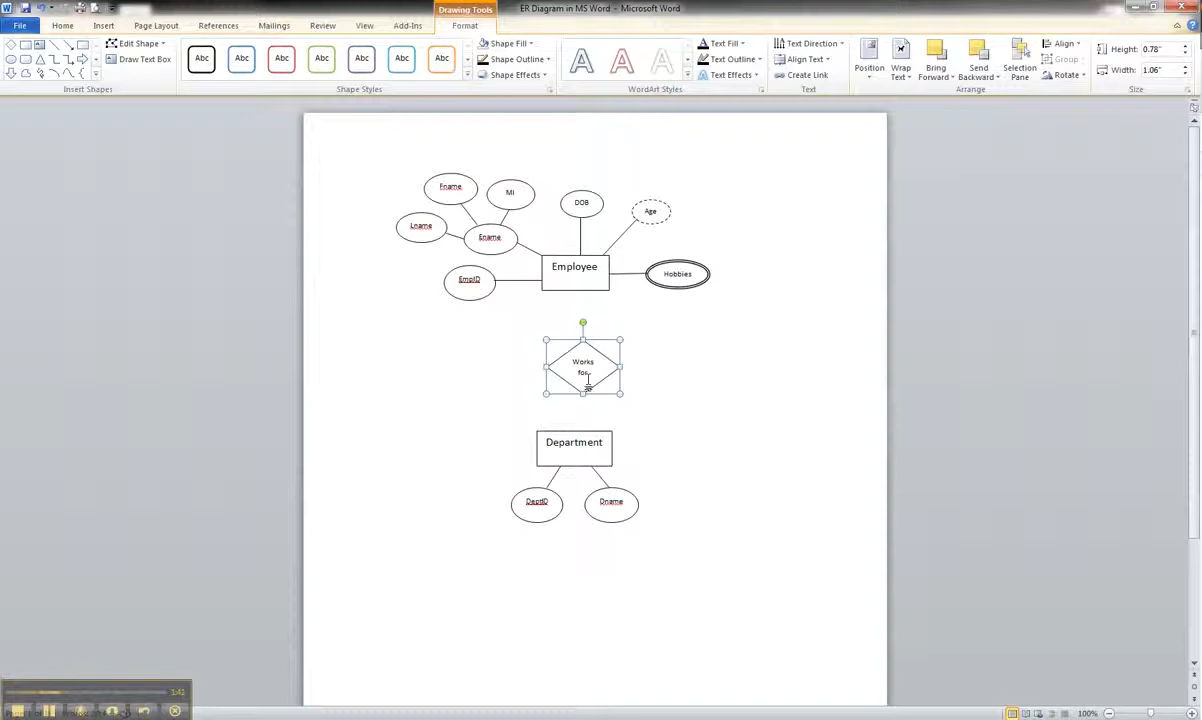 ER Diagram in MS Word - Microsoft Word
Drawing Tools
File Home Insert Page Layout References Mailings Review View Add-Ins Format
Edit Shape
Draw Text Box
Insert Shapes
Abc Abc Abc Abc Abc Abc Abc
Shape Fill
Shape Outline
Shape Effects
Shape Styles
Text Fill
Text Outline
Text Effects
WordArt Styles
Text Direction
Align Text
Create Link
Text
Position
Wrap Text
Bring Forward
Send Backward
Selection Pane
Align
Group
Rotate
Arrange
Height: 0.78"
Width: 1.06"
Size
Fname
MI
DOB
Age
Lname
Ename
Employee
Hobbies
EmpID
Works
for
Department
DeptID
Dname
100%